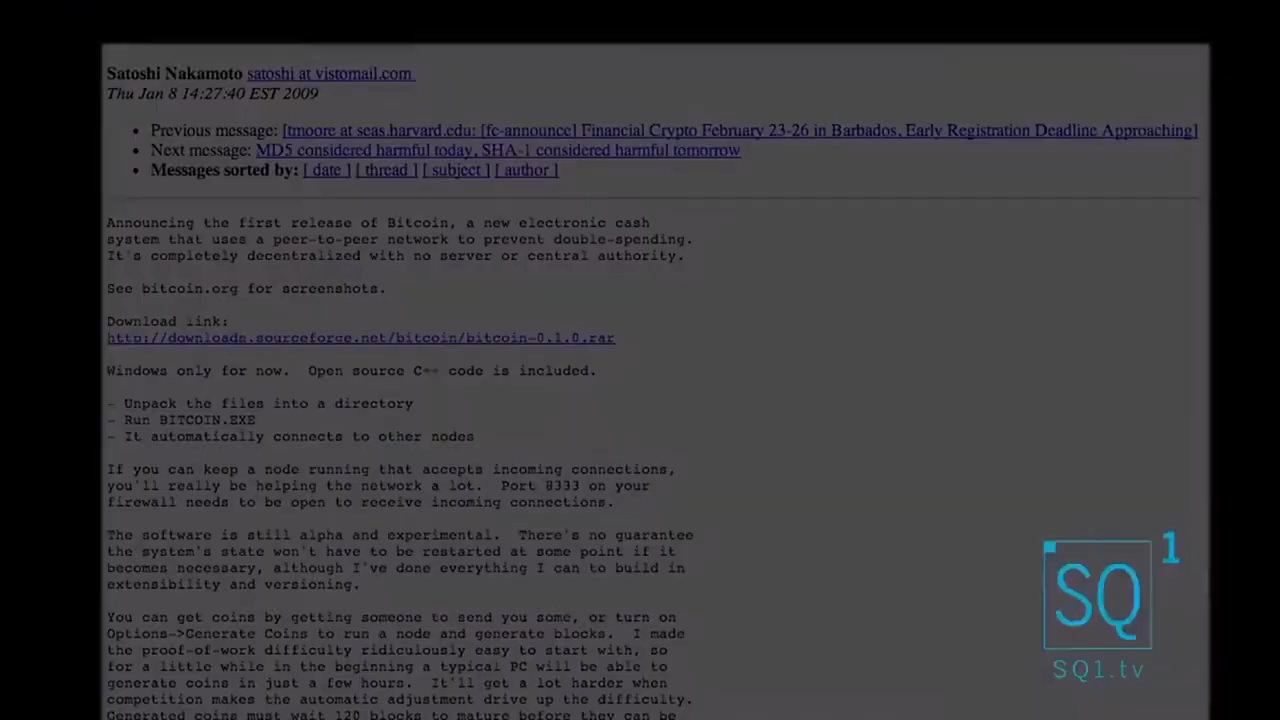 Satoshi Nakamoto satoshi at vistomail.com
Thu Jan 8 14:27:40 EST 2009
• Previous message: [tmoore at seas.harvard.edu: [fc-announce] Financial Crypto February 23-26 in Barbados, Early Registration Deadline Approaching]
• Next message: MD5 considered harmful today, SHA-1 considered harmful tomorrow
• Messages sorted by: [ date ] [ thread ] [ subject ] [ author ]
Announcing the first release of Bitcoin, a new electronic cash
system that uses a peer-to-peer network to prevent double-spending.
It's completely decentralized with no server or central authority.
See bitcoin.org for screenshots.
Download link:
http://downloads.sourceforge.net/bitcoin/bitcoin-0.1.0.rar
Windows only for now.  Open source C++ code is included.
- Unpack the files into a directory
- Run BITCOIN.EXE
- It automatically connects to other nodes
If you can keep a node running that accepts incoming connections,
you'll really be helping the network a lot.  Port 8333 on your
firewall needs to be open to receive incoming connections.
The software is still alpha and experimental.  There's no guarantee
the system's state won't have to be restarted at some point if it
becomes necessary, although I've done everything I can to build in
extensibility and versioning.
You can get coins by getting someone to send you some, or turn on
Options->Generate Coins to run a node and generate blocks.  I made
the proof-of-work difficulty ridiculously easy to start with, so
for a little while in the beginning a typical PC will be able to
generate coins in just a few hours.  It'll get a lot harder when
competition makes the automatic adjustment drive up the difficulty.
Generated coins must wait 120 blocks to mature before they can be
SQ1
SQ1.tv